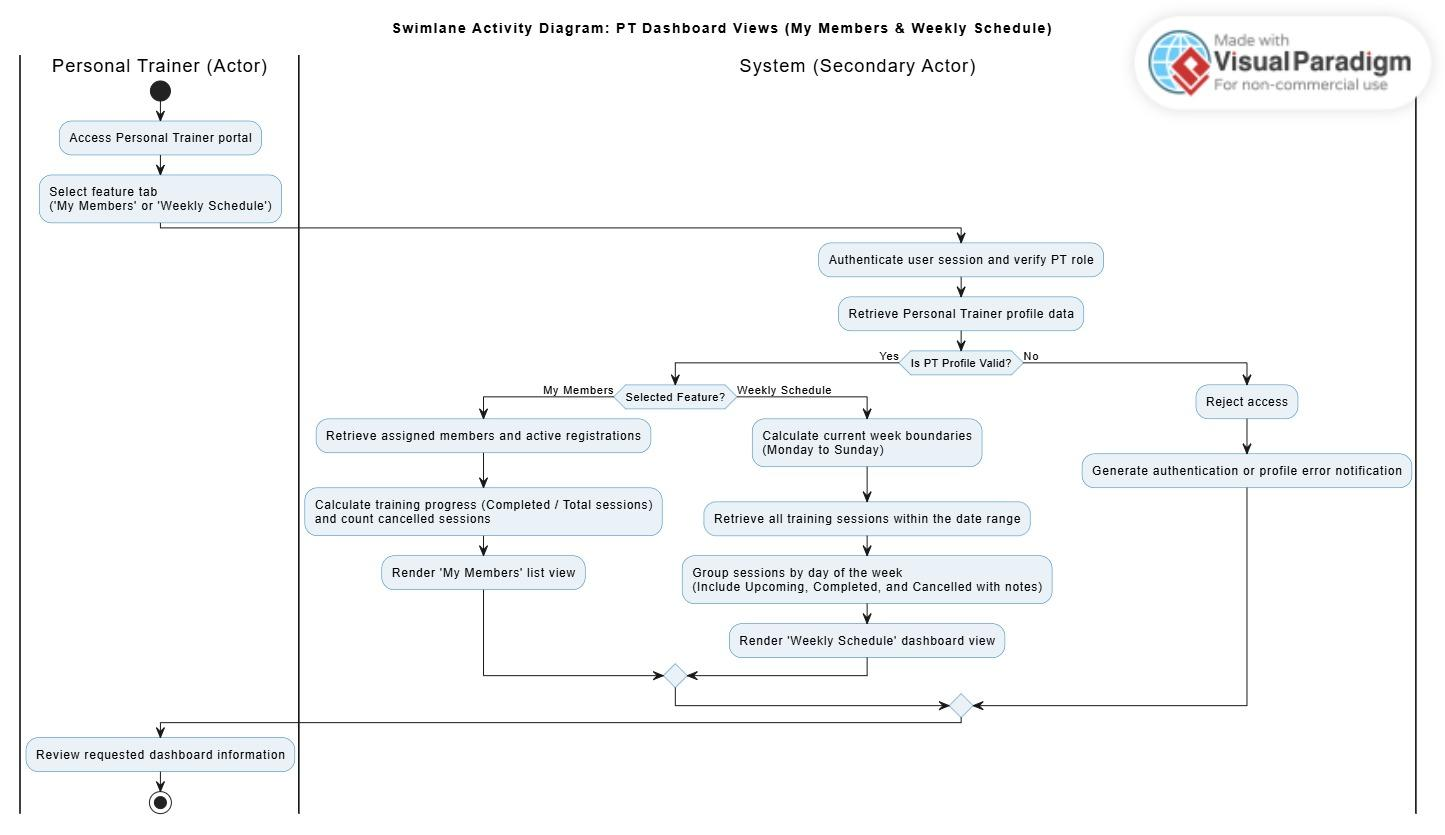 Swimlane Activity Diagram: PT Dashboard Views (My Members & Weekly Schedule)
Made with
Visual Paradigm
For non-commercial use
Personal Trainer (Actor)
System (Secondary Actor)
Access Personal Trainer portal
Select feature tab
('My Members' or 'Weekly Schedule')
Authenticate user session and verify PT role
Retrieve Personal Trainer profile data
Yes
Is PT Profile Valid?
No
My Members
Selected Feature?
Weekly Schedule
Reject access
Retrieve assigned members and active registrations
Calculate current week boundaries
(Monday to Sunday)
Generate authentication or profile error notification
Calculate training progress (Completed / Total sessions)
and count cancelled sessions
Retrieve all training sessions within the date range
Render 'My Members' list view
Group sessions by day of the week
(Include Upcoming, Completed, and Cancelled with notes)
Render 'Weekly Schedule' dashboard view
Review requested dashboard information